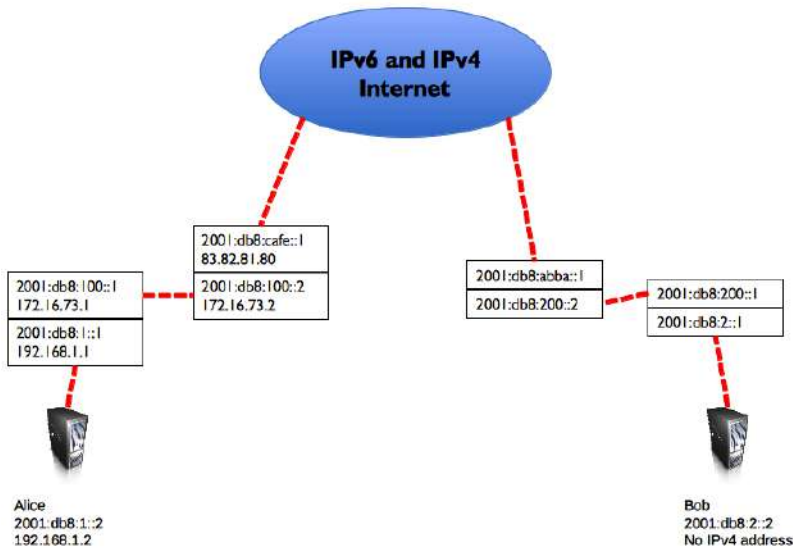 IPv6 and IPv4
Internet
2001:db8:cafe::1
83.82.81.80
2001:db8:100::2
172.16.73.2
2001:db8:100::1
172.16.73.1
2001:db8:1::1
192.168.1.1
2001:db8:abba::1
2001:db8:200::2
2001:db8:200::1
2001:db8:2::1
Alice
2001:db8:1::2
192.168.1.2
Bob
2001:db8:2::2
No IPv4 address